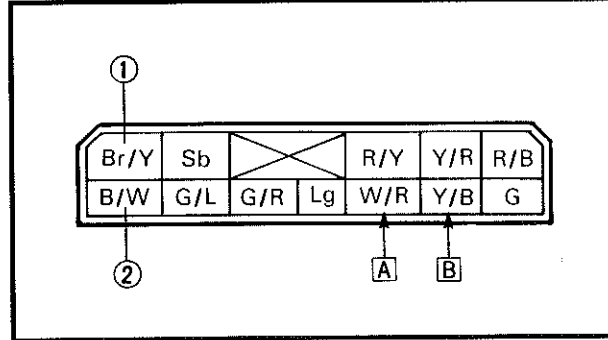 ①
Br/Y Sb R/Y Y/R R/B
B/W G/L G/R Lg W/R Y/B G
② A B